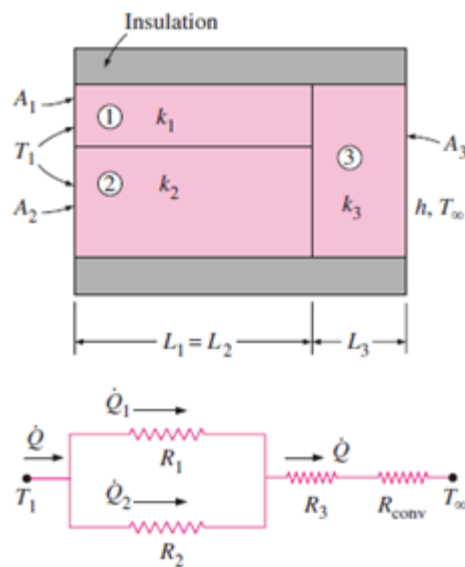 Insulation
A₁
① k₁
T₁
③
A₃
② k₂
A₂
k₃
h, T∞
L₁ = L₂
L₃
Q̇₁
Q̇
R₁
Q̇
T₁
Q̇₂
R₃
Rconv
T∞
R₂